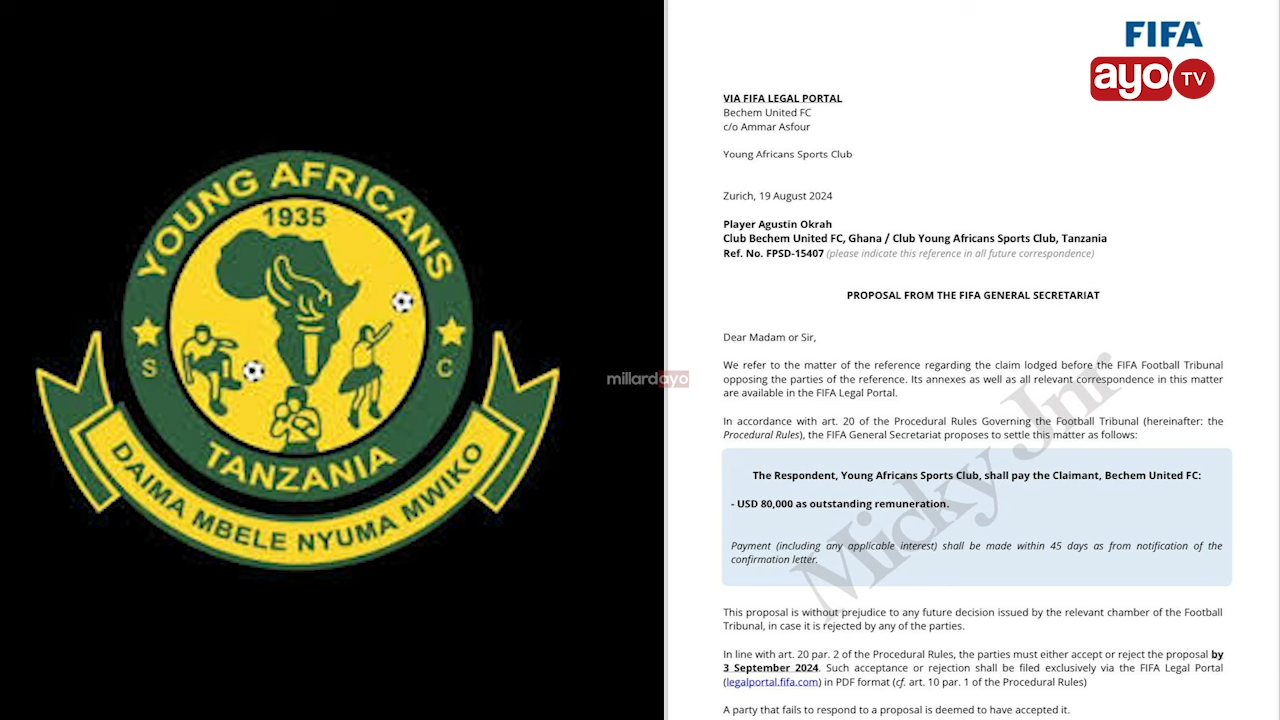 YOUNG AFRICANS
1935
S C
TANZANIA
DAIMA MBELE NYUMA MWIKO
millardayo
FIFA
ayo TV
VIA FIFA LEGAL PORTAL
Bechem United FC
c/o Ammar Asfour
Young Africans Sports Club
Zurich, 19 August 2024
Player Agustin Okrah
Club Bechem United FC, Ghana / Club Young Africans Sports Club, Tanzania
Ref. No. FPSD-15407 (please indicate this reference in all future correspondence)
PROPOSAL FROM THE FIFA GENERAL SECRETARIAT
Dear Madam or Sir,
We refer to the matter of the reference regarding the claim lodged before the FIFA Football Tribunal
opposing the parties of the reference. Its annexes as well as all relevant correspondence in this matter
are available in the FIFA Legal Portal.
In accordance with art. 20 of the Procedural Rules Governing the Football Tribunal (hereinafter: the
Procedural Rules), the FIFA General Secretariat proposes to settle this matter as follows:
The Respondent, Young Africans Sports Club, shall pay the Claimant, Bechem United FC:
- USD 80,000 as outstanding remuneration.
Payment (including any applicable interest) shall be made within 45 days as from notification of the
confirmation letter.
Micky Jnr
This proposal is without prejudice to any future decision issued by the relevant chamber of the Football
Tribunal, in case it is rejected by any of the parties.
In line with art. 20 par. 2 of the Procedural Rules, the parties must either accept or reject the proposal by
3 September 2024. Such acceptance or rejection shall be filed exclusively via the FIFA Legal Portal
(legalportal.fifa.com) in PDF format (cf. art. 10 par. 1 of the Procedural Rules)
A party that fails to respond to a proposal is deemed to have accepted it.